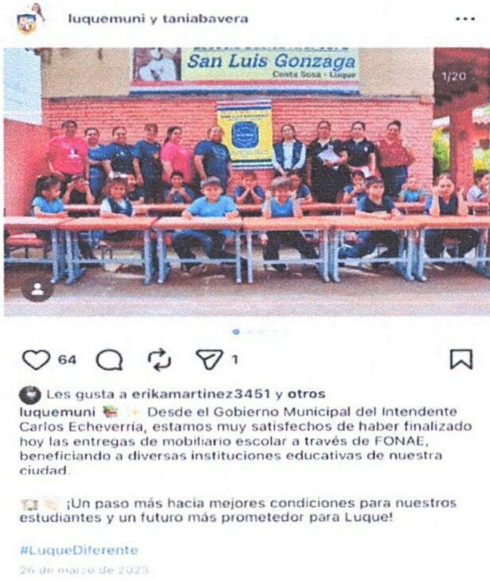 luquemuni y taniabavera
San Luis Gonzaga
Costa Sosa - Luque
1/20
64
1
Les gusta a erikamartinez3451 y otros
luquemuni 📚 ✨ Desde el Gobierno Municipal del Intendente
Carlos Echeverría, estamos muy satisfechos de haber finalizado
hoy las entregas de mobiliario escolar a través de FONAE,
beneficiando a diversas instituciones educativas de nuestra
ciudad.
¡Un paso más hacia mejores condiciones para nuestros
estudiantes y un futuro más prometedor para Luque!
#LuqueDiferente
26 de marzo de 2025